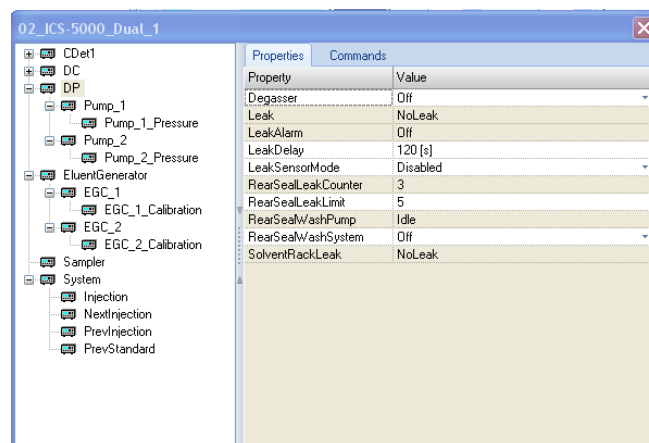 02_ICS-5000_Dual_1
CDet1
DC
DP
Pump_1
Pump_1_Pressure
Pump_2
Pump_2_Pressure
EluentGenerator
EGC_1
EGC_1_Calibration
EGC_2
EGC_2_Calibration
Sampler
System
Injection
NextInjection
PrevInjection
PrevStandard
Properties Commands
Property Value
Degasser Off
Leak NoLeak
LeakAlarm Off
LeakDelay 120 [s]
LeakSensorMode Disabled
RearSealLeakCounter 3
RearSealLeakLimit 5
RearSealWashPump Idle
RearSealWashSystem Off
SolventRackLeak NoLeak